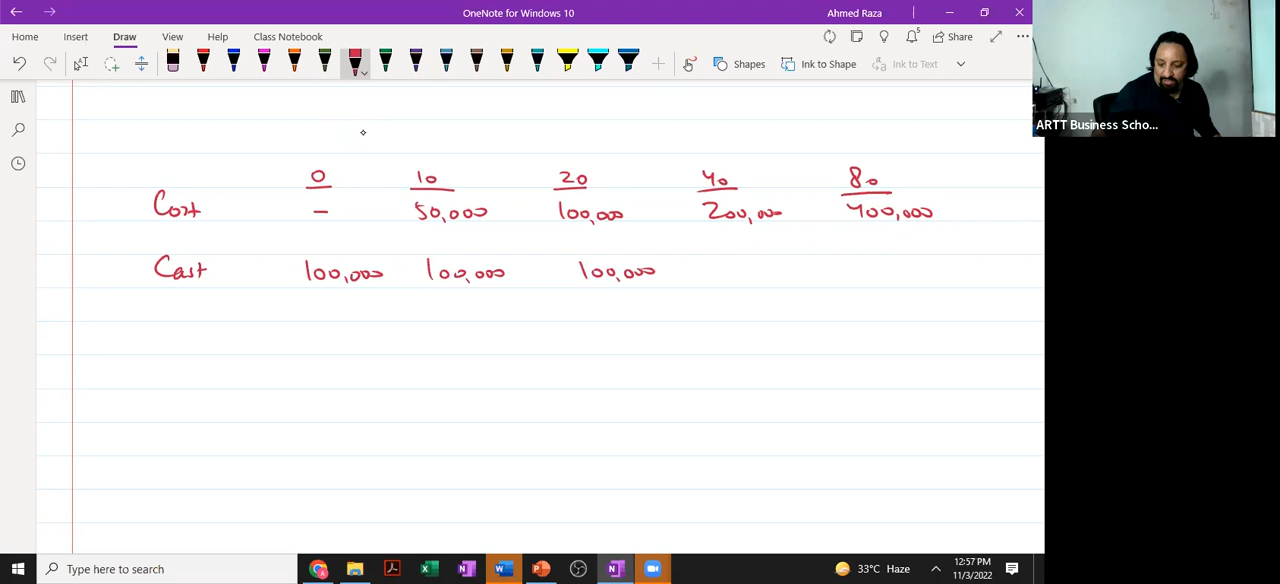 OneNote for Windows 10
Ahmed Raza
Home Insert Draw View Help Class Notebook
5
Share
Shapes Ink to Shape Ink to Text
ARTT Business Scho...
0 10 20 40 80
Cost - 50,000 100,000 200,000 400,000
Cost 100,000 100,000 100,000
Type here to search
33°C Haze
12:57 PM
11/3/2022